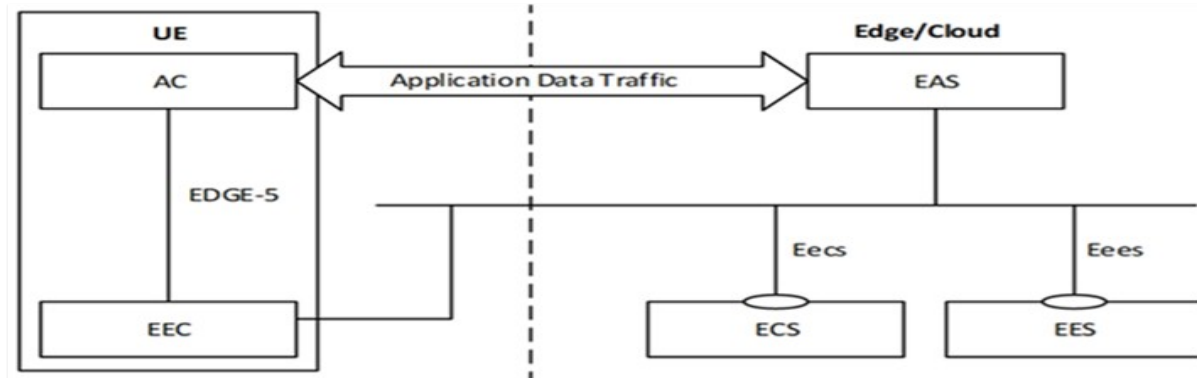 UE
Edge/Cloud
AC
Application Data Traffic
EAS
EDGE-5
Eecs
Eees
EEC
ECS
EES